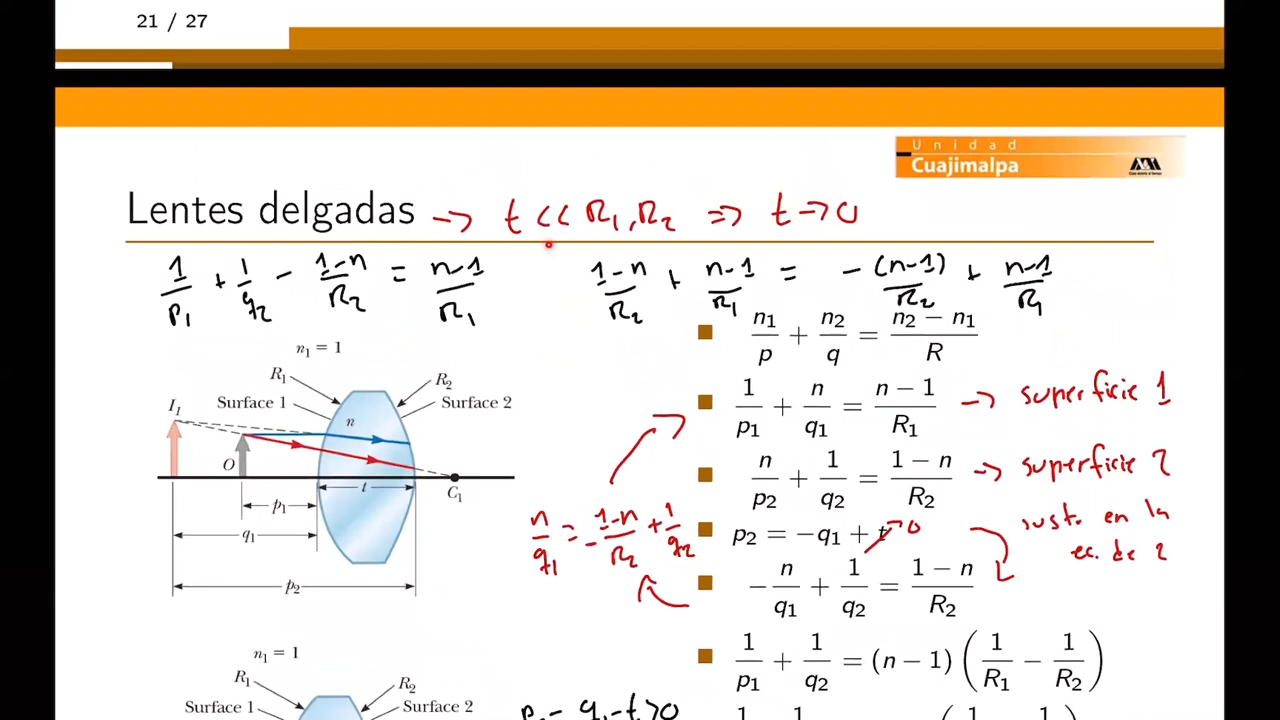 21 / 27
Unidad
Cuajimalpa
Lentes delgadas → t << R₁, R₂ ⇒ t → 0
1/p₁ + 1/q₂ - (1-n)/R₂ = (n-1)/R₁
(1-n)/R₂ + (n-1)/R₁ = -(n-1)/R₂ + (n-1)/R₁
n₁/p + n₂/q = (n₂ − n₁)/R
1/p₁ + n/q₁ = (n − 1)/R₁ → superficie 1
n/p₂ + 1/q₂ = (1 − n)/R₂ → superficie 2
p₂ = −q₁ + t → 0
sust. en la
ec. de 2
−n/q₁ + 1/q₂ = (1 − n)/R₂
n/q₁ = -(1-n)/R₂ + 1/q₂
1/p₁ + 1/q₂ = (n − 1) (1/R₁ − 1/R₂)
n₁ = 1
R₁
R₂
Surface 1
Surface 2
I₁
n
O
t
C₁
p₁
q₁
p₂
n₁ = 1
R₁
R₂
Surface 1
Surface 2